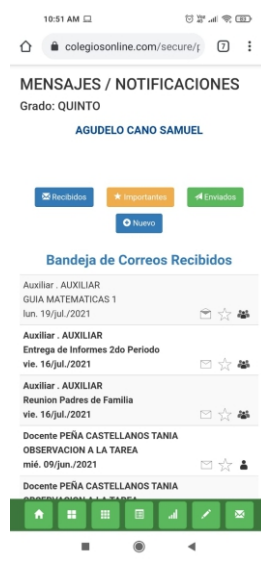 10:51 AM
colegiosonline.com/secure/p
7
MENSAJES / NOTIFICACIONES
Grado: QUINTO
AGUDELO CANO SAMUEL
Recibidos
Importantes
Enviados
Nuevo
Bandeja de Correos Recibidos
Auxiliar . AUXILIAR
GUIA MATEMATICAS 1
lun. 19/jul./2021
Auxiliar . AUXILIAR
Entrega de Informes 2do Periodo
vie. 16/jul./2021
Auxiliar . AUXILIAR
Reunion Padres de Familia
vie. 16/jul./2021
Docente PEÑA CASTELLANOS TANIA
OBSERVACION A LA TAREA
mié. 09/jun./2021
Docente PEÑA CASTELLANOS TANIA
OBSERVACION A LA TAREA